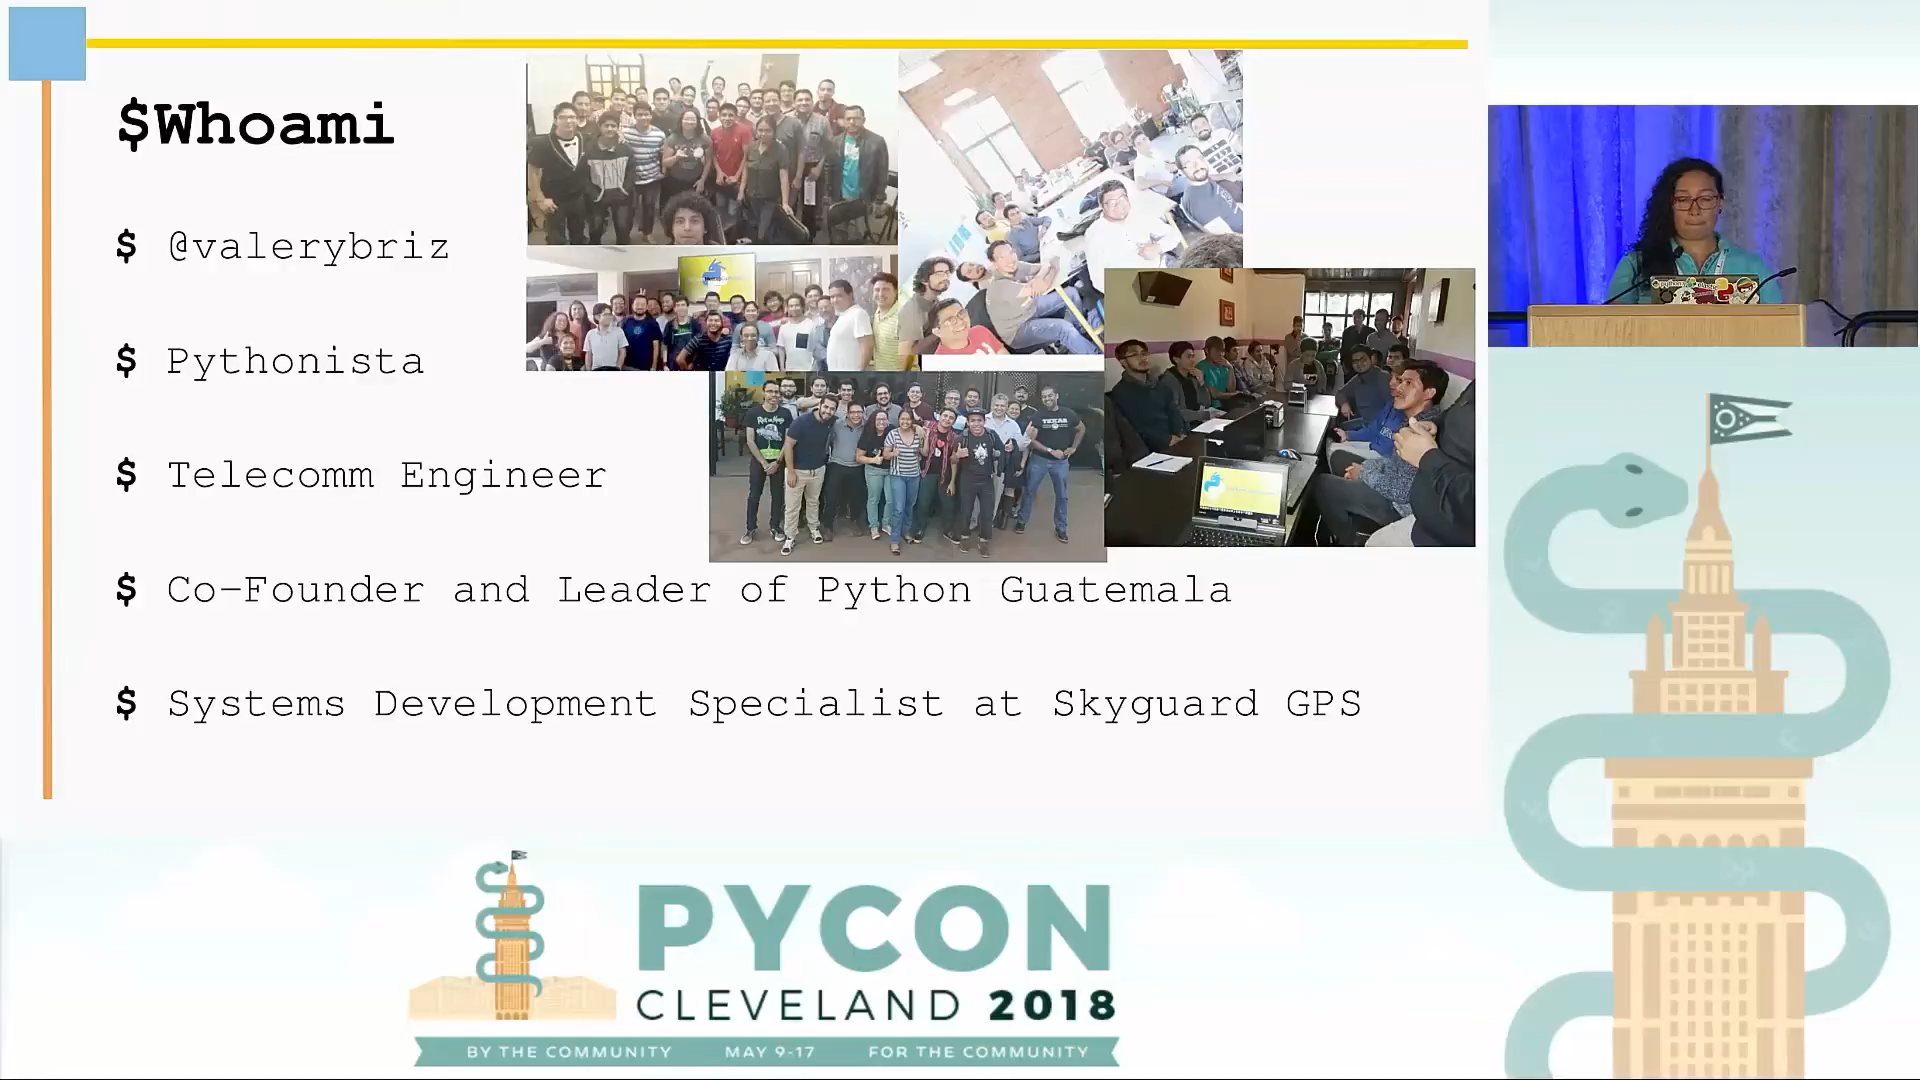 $Whoami
$ @valerybriz
$ Pythonista
$ Telecomm Engineer
$ Co-Founder and Leader of Python Guatemala
$ Systems Development Specialist at Skyguard GPS
TEXAS
PYCON
CLEVELAND 2018
BY THE COMMUNITY MAY 9-17 FOR THE COMMUNITY